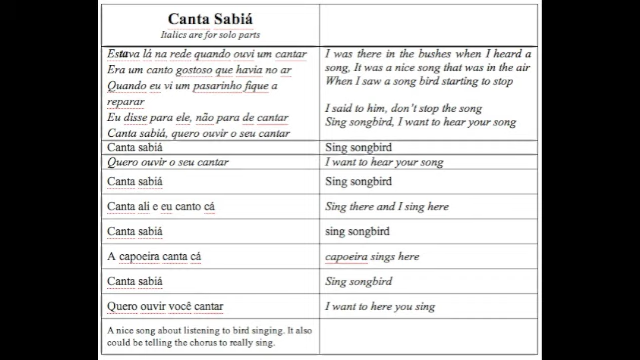 Canta Sabiá
Italics are for solo parts
Estava lá na rede quando ouvi um cantar
Era um canto gostoso que havia no ar
Quando eu vi um pasarinho fique a
reparar
Eu disse para ele, não para de cantar
Canta sabiá, quero ouvir o seu cantar
I was there in the bushes when I heard a
song, It was a nice song that was in the air
When I saw a song bird starting to stop
I said to him, don't stop the song
Sing songbird, I want to hear your song
Canta sabiá
Sing songbird
Quero ouvir o seu cantar
I want to hear your song
Canta sabiá
Sing songbird
Canta alí e eu canto cá
Sing there and I sing here
Canta sabiá
sing songbird
A capoeira canta cá
capoeira sings here
Canta sabiá
Sing songbird
Quero ouvir você cantar
I want to here you sing
A nice song about listening to bird singing. It also
could be telling the chorus to really sing.